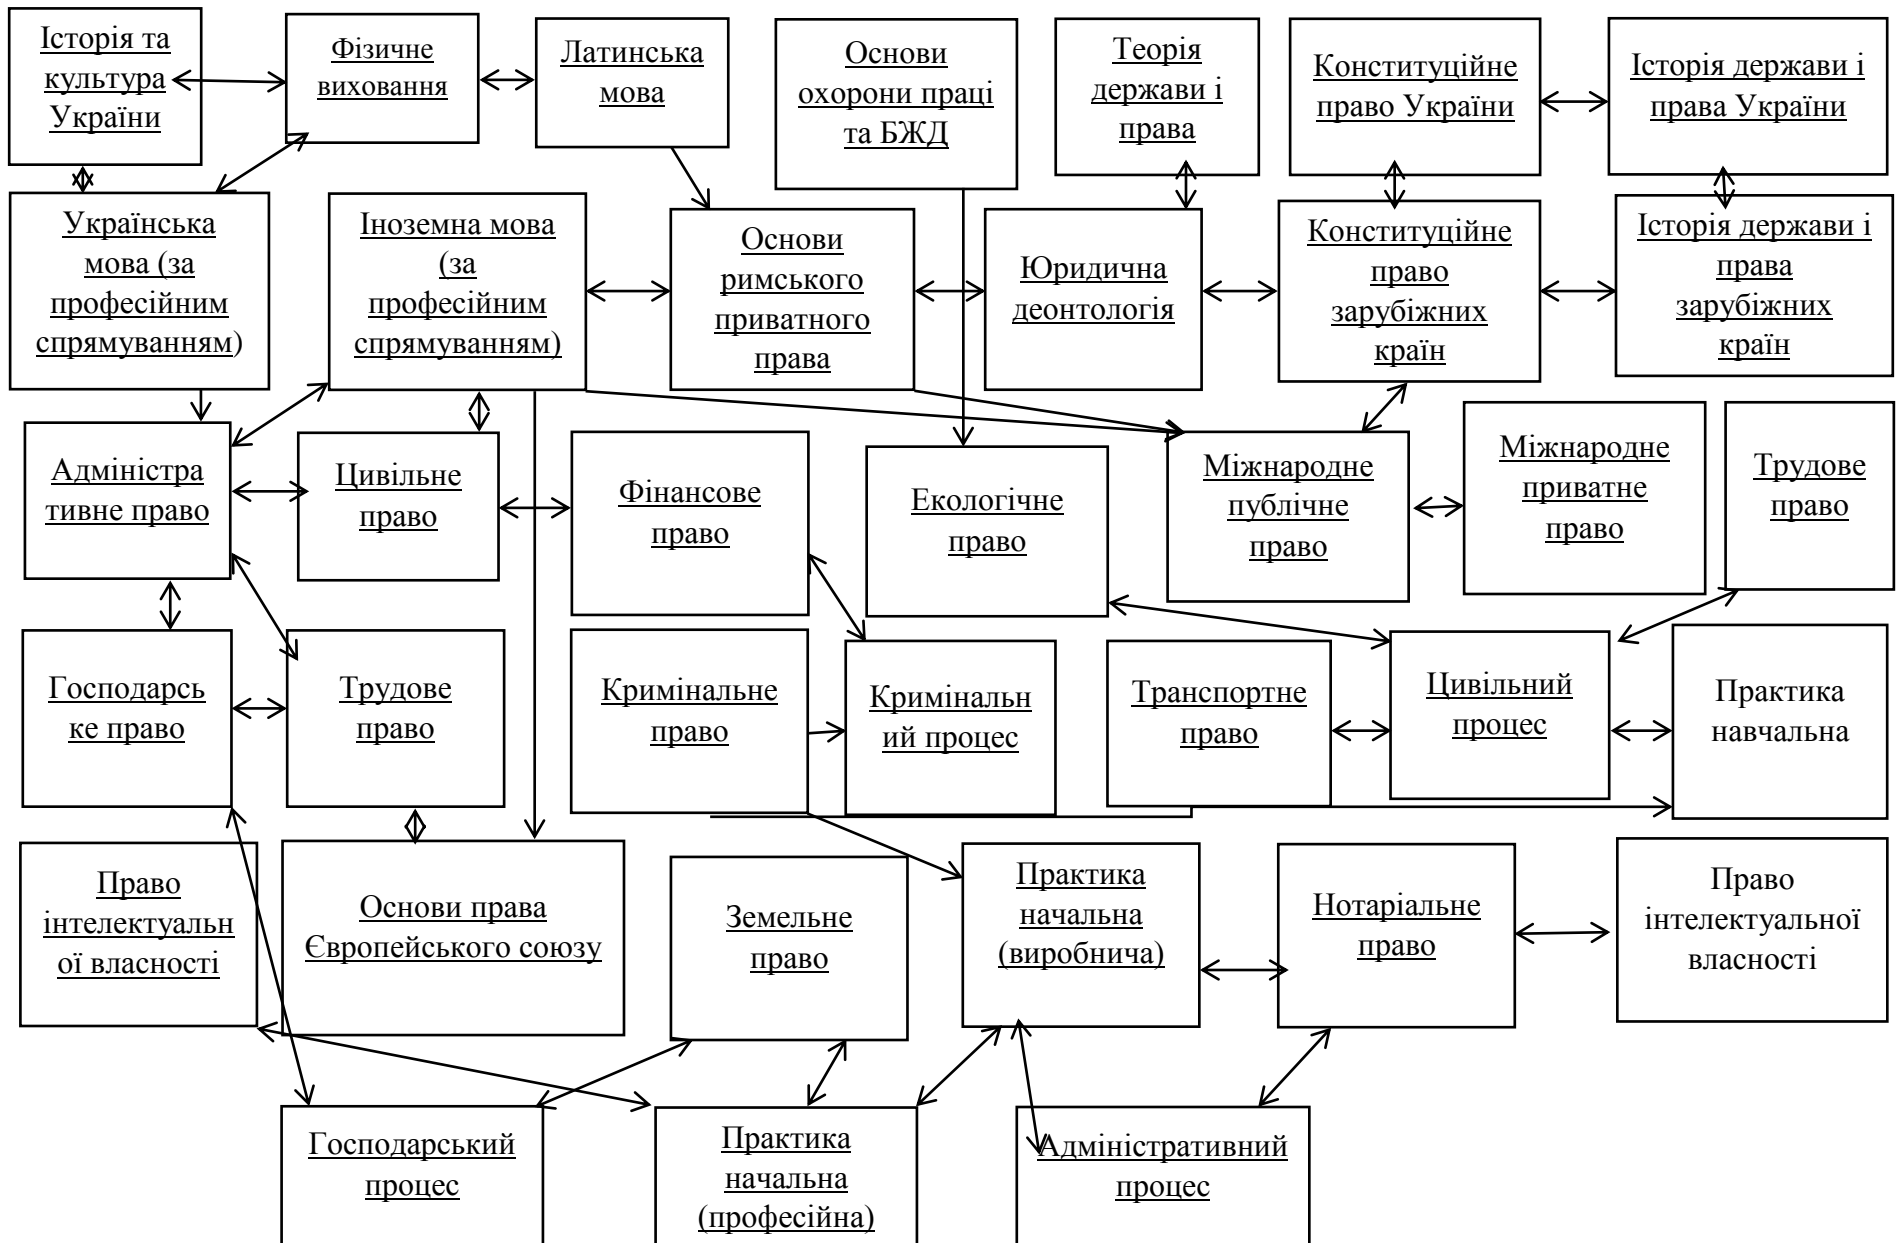 Історія та
культура
України
Фізичне
виховання
Латинська
мова
Основи
охорони праці
та БЖД
Теорія
держави і
права
Конституційне
право України
Історія держави і
права України
Українська
мова (за
професійним
спрямуванням)
Іноземна мова
(за
професійним
спрямуванням)
Основи
римського
приватного
права
Юридична
деонтологія
Конституційне
право
зарубіжних
країн
Історія держави і
права
зарубіжних
країн
Адміністра
тивне право
Цивільне
право
Фінансове
право
Екологічне
право
Міжнародне
публічне
право
Міжнародне
приватне
право
Трудове
право
Господарсь
ке право
Трудове
право
Кримінальне
право
Кримінальн
ий процес
Транспортне
право
Цивільний
процес
Практика
навчальна
Право
інтелектуальн
ої власності
Основи права
Європейського союзу
Земельне
право
Практика
начальна
(виробнича)
Нотаріальне
право
Право
інтелектуальної
власності
Господарський
процес
Практика
начальна
(професійна)
Адміністративний
процес